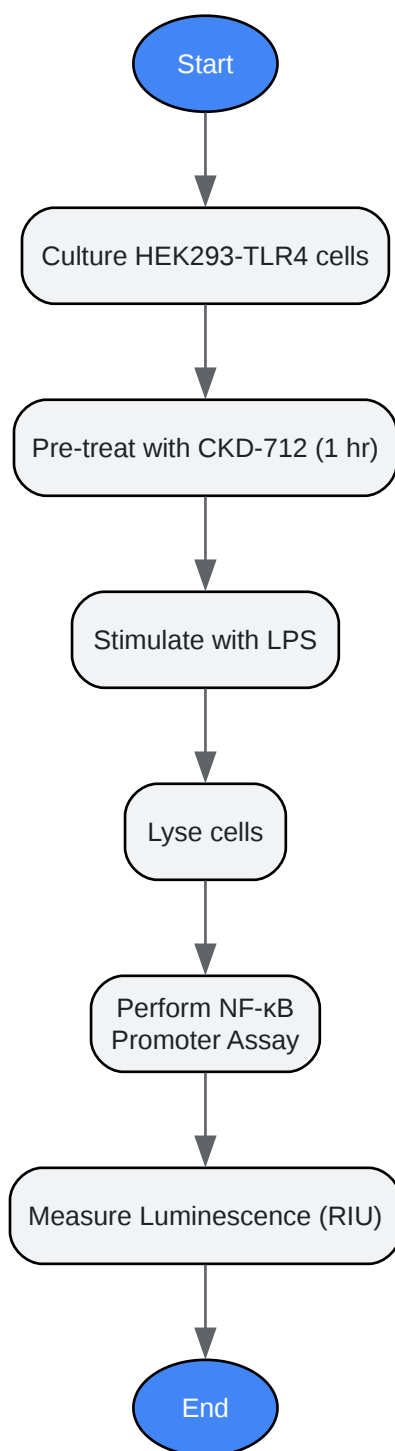 Start
Culture HEK293-TLR4 cells
Pre-treat with CKD-712 (1 hr)
Stimulate with LPS
Lyse cells
Perform NF-κB
Promoter Assay
Measure Luminescence (RIU)
End